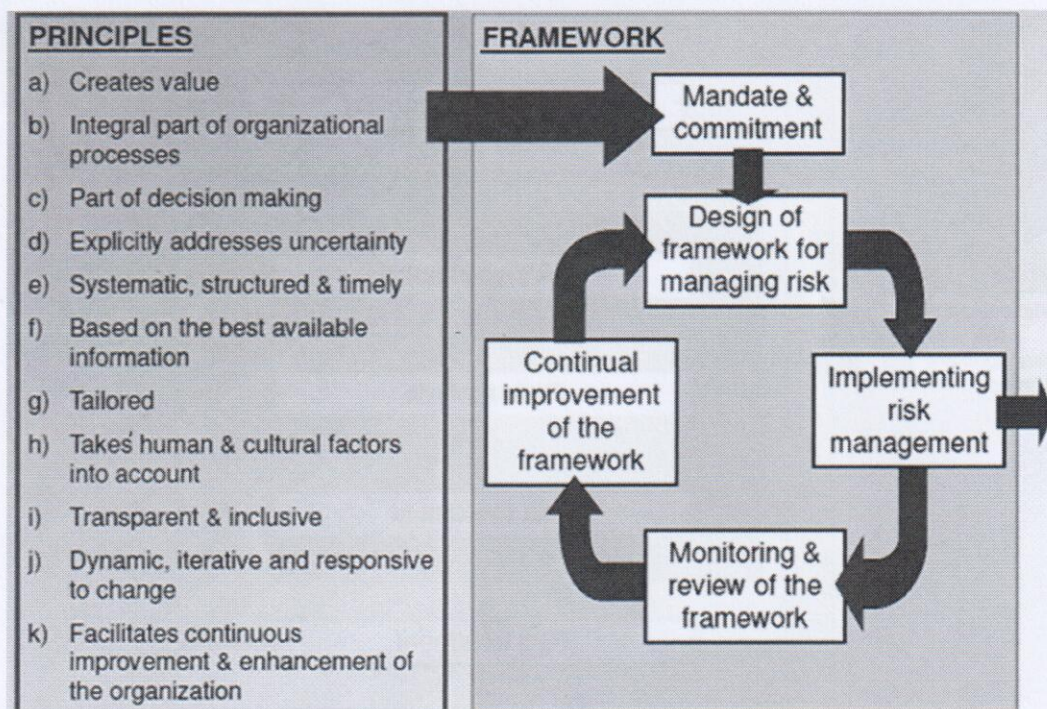 PRINCIPLES
a) Creates value
b) Integral part of organizational
processes
c) Part of decision making
d) Explicitly addresses uncertainty
e) Systematic, structured & timely
f) Based on the best available
information
g) Tailored
h) Takes human & cultural factors
into account
i) Transparent & inclusive
j) Dynamic, iterative and responsive
to change
k) Facilitates continuous
improvement & enhancement of
the organization
FRAMEWORK
Mandate &
commitment
Design of
framework for
managing risk
Implementing
risk
management
Monitoring &
review of the
framework
Continual
improvement
of the
framework